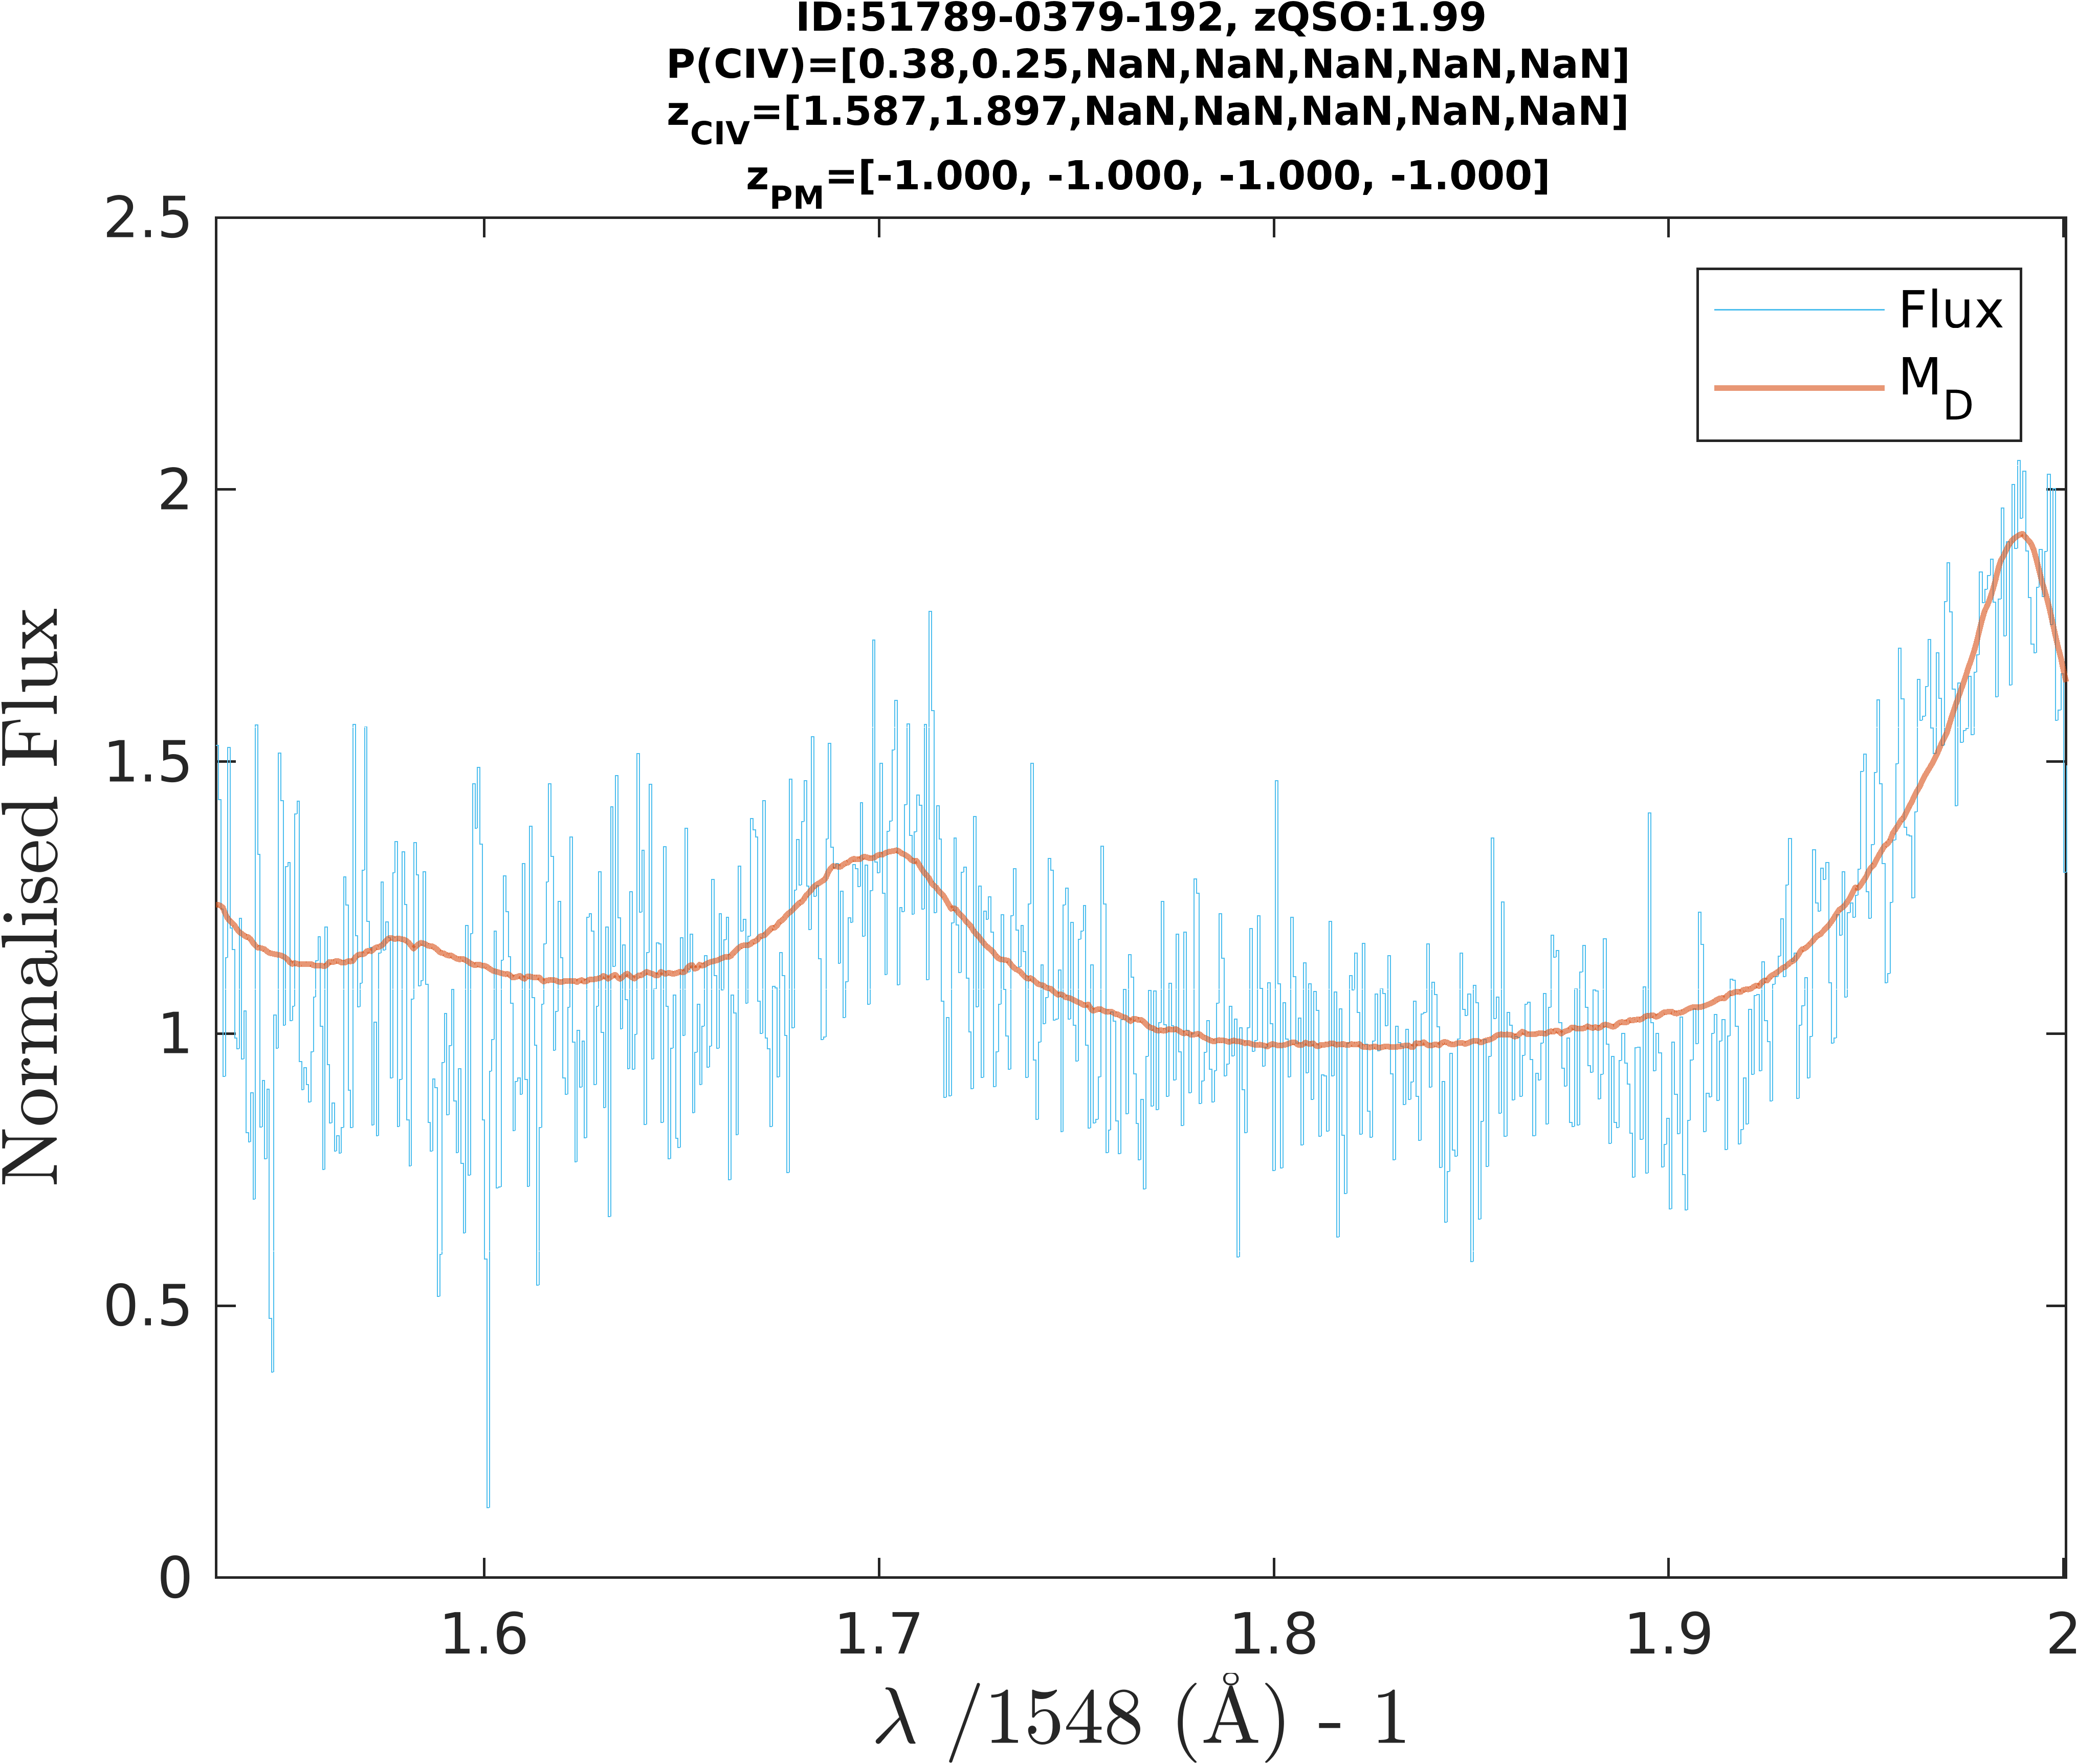 ID:51789-0379-192, zQSO:1.99
P(CIV)=[0.38,0.25,NaN,NaN,NaN,NaN,NaN]
zCIV=[1.587,1.897,NaN,NaN,NaN,NaN,NaN]
zPM=[-1.000, -1.000, -1.000, -1.000]
2.5
2
1.5
1
0.5
0
Normalised Flux
Flux
MD
1.6
1.7
1.8
1.9
2
λ /1548 (Å) - 1